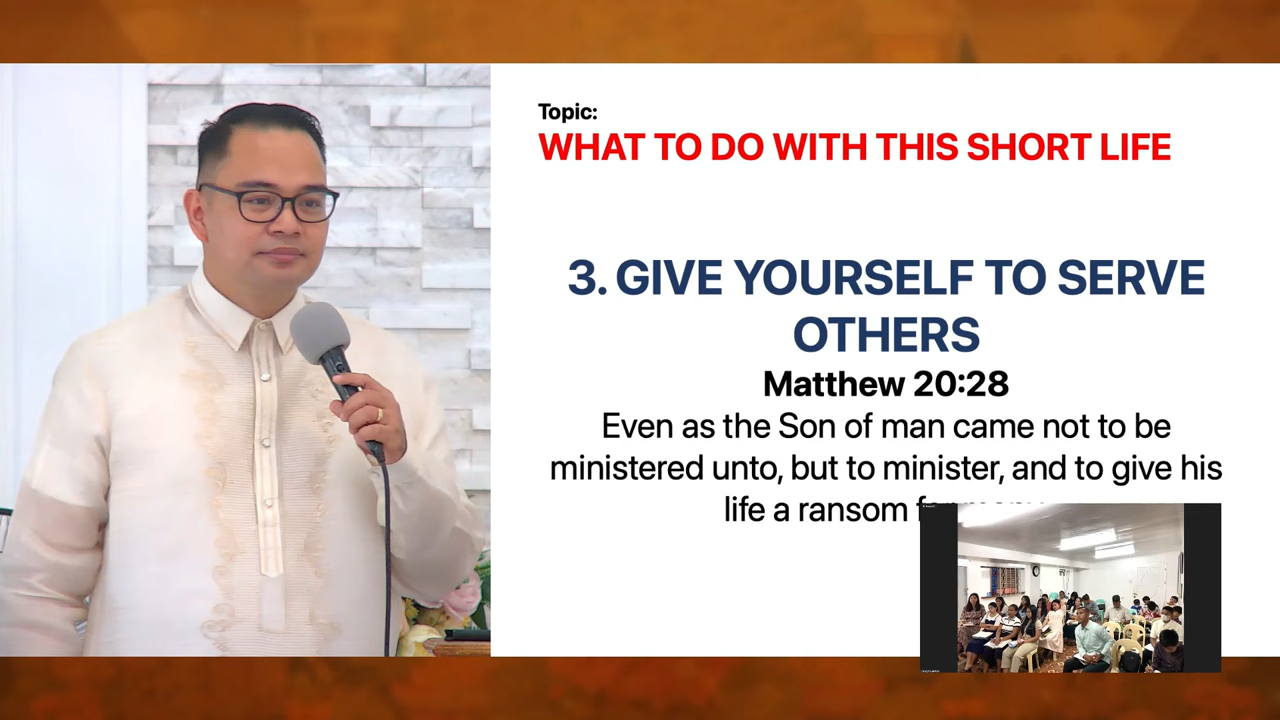 Topic:
WHAT TO DO WITH THIS SHORT LIFE
3. GIVE YOURSELF TO SERVE
OTHERS
Matthew 20:28
Even as the Son of man came not to be
ministered unto, but to minister, and to give his
life a ransom